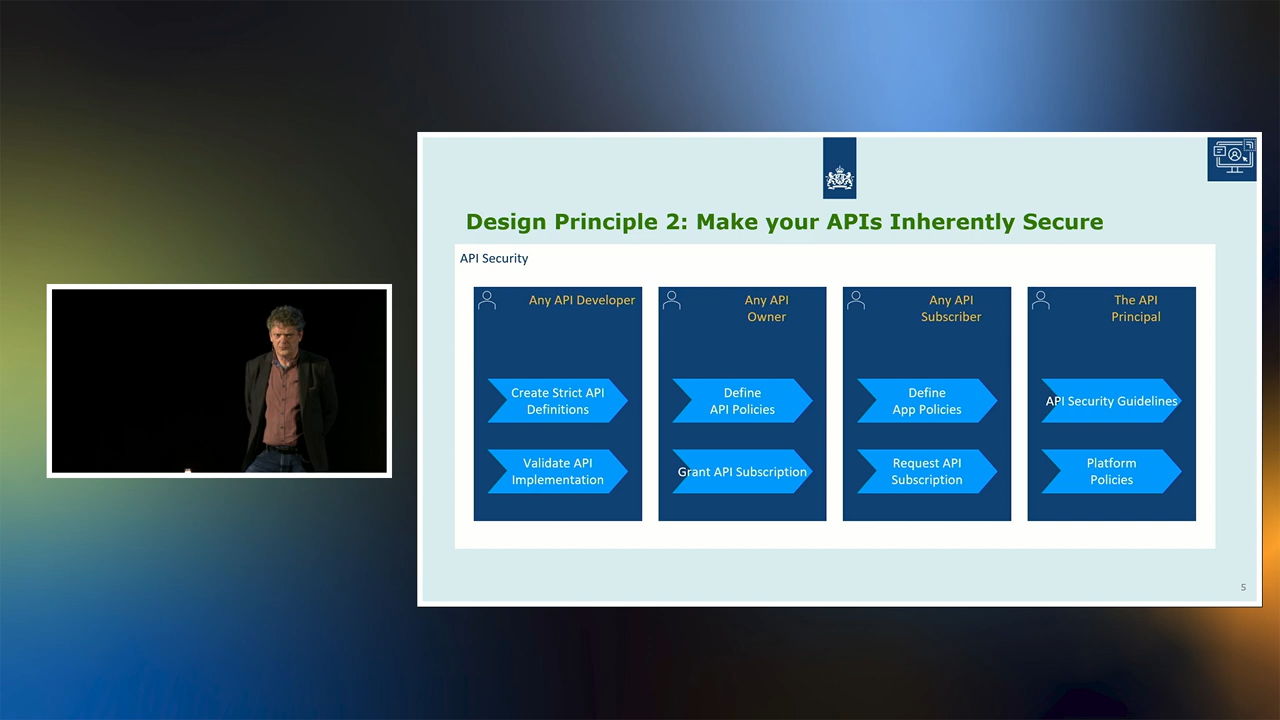 Design Principle 2: Make your APIs Inherently Secure
API Security
Any API Developer
Create Strict API
Definitions
Validate API
Implementation
Any API
Owner
Define
API Policies
Grant API Subscription
Any API
Subscriber
Define
App Policies
Request API
Subscription
The API
Principal
API Security Guidelines
Platform
Policies
5